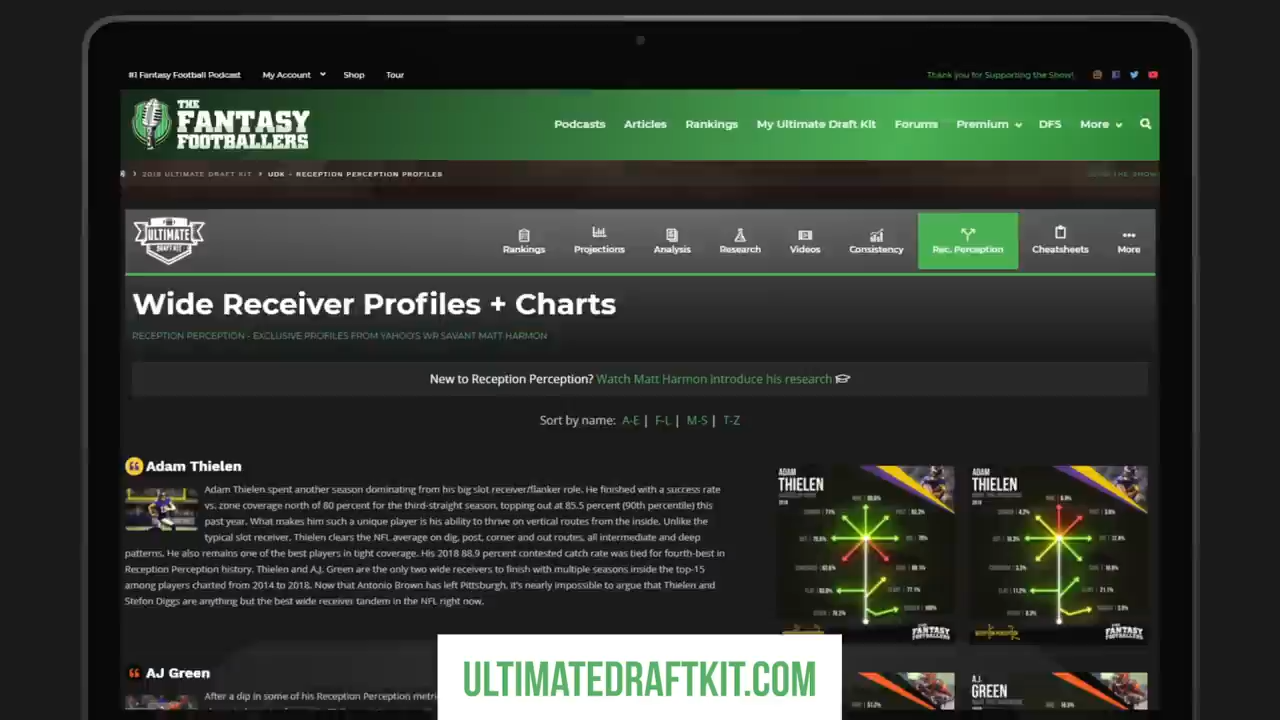 #1 Fantasy Football Podcast My Account Shop Tour Thank you for Supporting the Show!
THE
FANTASY
FOOTBALLERS
Podcasts Articles Rankings My Ultimate Draft Kit Forums Premium DFS More
2019 ULTIMATE DRAFT KIT UDK - RECEPTION PERCEPTION PROFILES
ULTIMATE
DRAFT KIT
Rankings Projections Analysis Research Videos Consistency Rec. Perception Cheatsheets More
Wide Receiver Profiles + Charts
RECEPTION PERCEPTION - EXCLUSIVE PROFILES FROM YAHOO'S WR SAVANT MATT HARMON
New to Reception Perception? Watch Matt Harmon introduce his research
Sort by name: A-E | F-L | M-S | T-Z
Adam Thielen
Adam Thielen spent another season dominating from his big slot receiver/flanker role. He finished with a success rate
vs. zone coverage north of 80 percent for the third-straight season, topping out at 85.5 percent (90th percentile) this
past year. What makes him such a unique player is his ability to thrive on vertical routes from the inside. Unlike the
typical slot receiver, Thielen clears the NFL average on dig, post, corner and out routes, all intermediate and deep
patterns. He also remains one of the best players in tight coverage. His 2018 88.9 percent contested catch rate was tied for fourth-best in
Reception Perception history. Thielen and A.J. Green are the only two wide receivers to finish with multiple seasons inside the top-15
among players charted from 2014 to 2018. Now that Antonio Brown has left Pittsburgh, it's nearly impossible to argue that Thielen and
Stefon Diggs are anything but the best wide receiver tandem in the NFL right now.
ADAM
THIELEN
THE
FANTASY
FOOTBALLERS
ADAM
THIELEN
THE
FANTASY
FOOTBALLERS
AJ Green
After a dip in some of his Reception Perception metri
A.J.
GREEN
ULTIMATEDRAFTKIT.COM